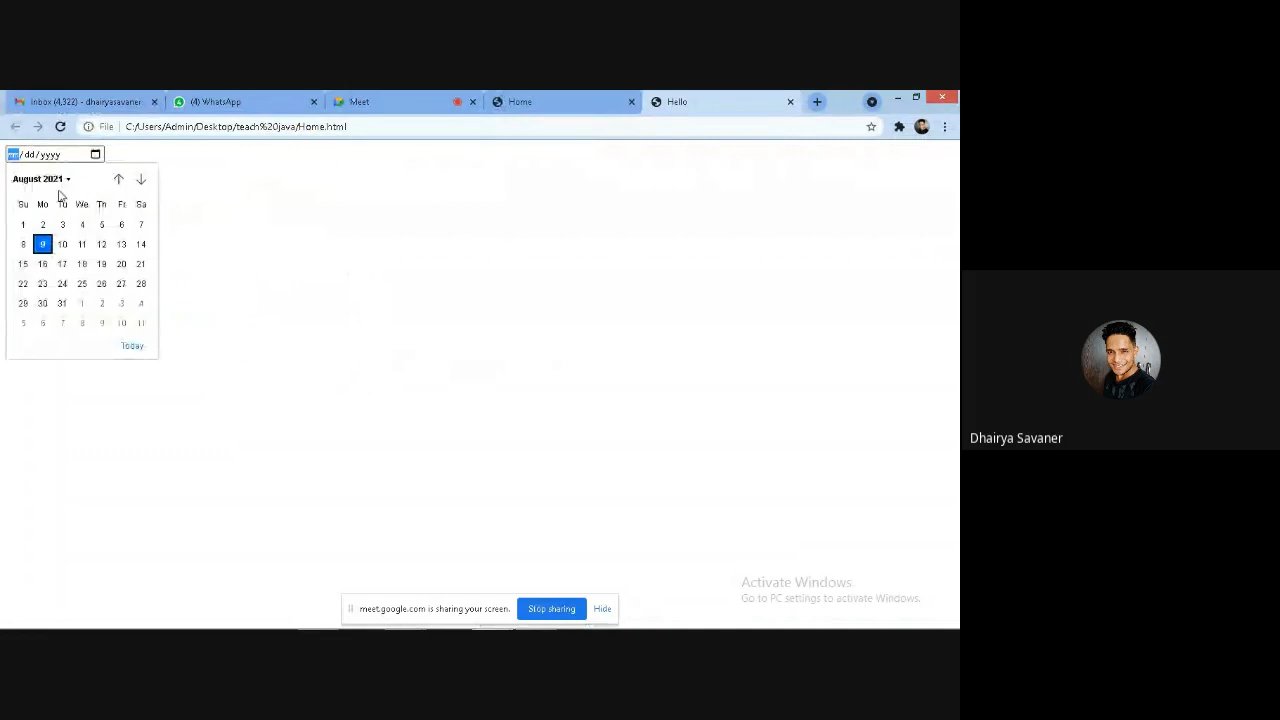 Inbox (4,322) - dhairyasavaner
(4) WhatsApp
Meet
Home
Hello
File C:/Users/Admin/Desktop/teach%20java/Home.html
mm/dd/yyyy
August 2021
Su Mo Tu We Th Fr Sa
1 2 3 4 5 6 7
8 9 10 11 12 13 14
15 16 17 18 19 20 21
22 23 24 25 26 27 28
29 30 31 1 2 3 4
5 6 7 8 9 10 11
Today
Dhairya Savaner
Activate Windows
Go to PC settings to activate Windows.
meet.google.com is sharing your screen. Stop sharing Hide